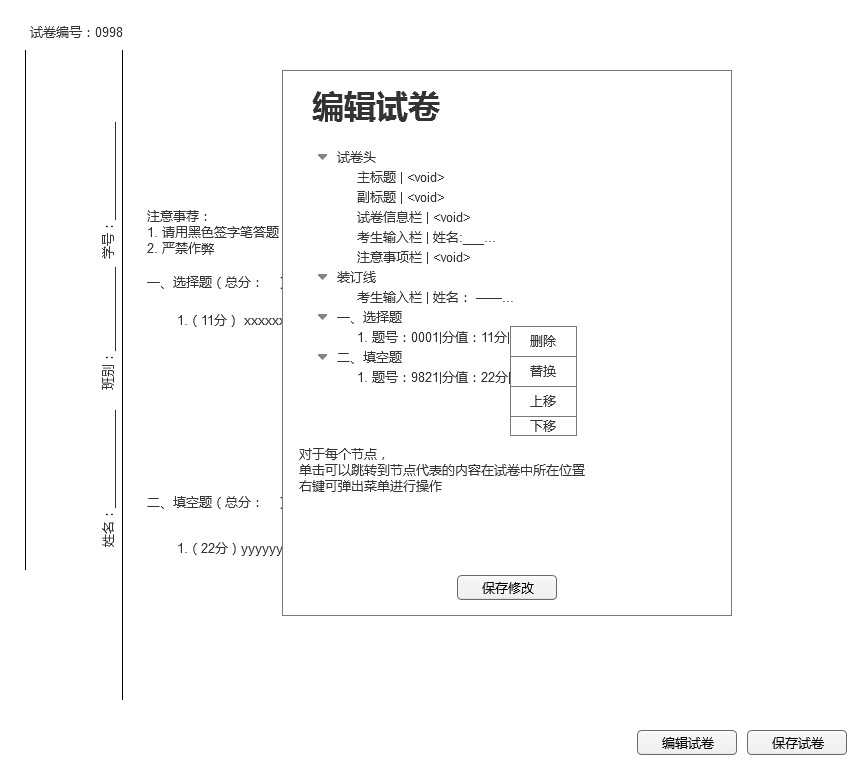 试卷编号：0998
学号：
班别：
姓名：
注意事荐：
1. 请用黑色签字笔答题
2. 严禁作弊
一、选择题（总分：
1.（11分） xxxxxx
二、填空题（总分：
1.（22分）yyyyyy
编辑试卷
试卷头
主标题 | <void>
副标题 | <void>
试卷信息栏 | <void>
考生输入栏 | 姓名:___...
注意事项栏 | <void>
装订线
考生输入栏 | 姓名： ——...
一、选择题
1. 题号：0001|分值：11分|
二、填空题
1. 题号：9821|分值：22分|
删除
替换
上移
下移
对于每个节点，
单击可以跳转到节点代表的内容在试卷中所在位置
右键可弹出菜单进行操作
保存修改
编辑试卷
保存试卷